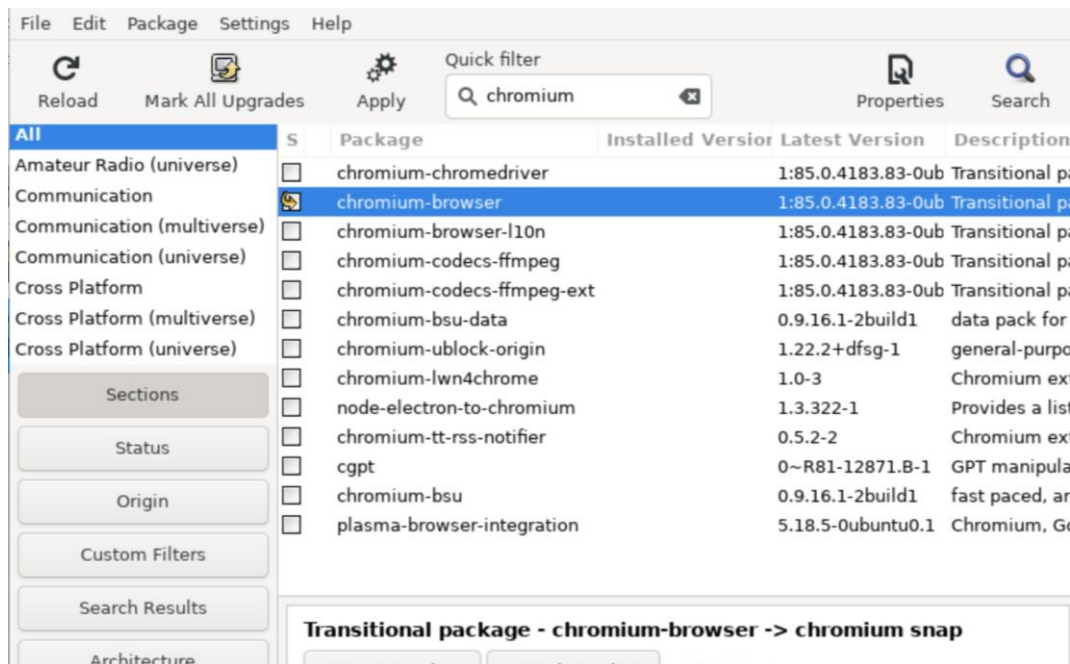 File Edit Package Settings Help
Quick filter
Reload Mark All Upgrades Apply chromium Properties Search
All
Amateur Radio (universe)
Communication
Communication (multiverse)
Communication (universe)
Cross Platform
Cross Platform (multiverse)
Cross Platform (universe)
Sections
Status
Origin
Custom Filters
Search Results
Architecture
S Package Installed Version Latest Version Description
chromium-chromedriver 1:85.0.4183.83-0ub Transitional pa
chromium-browser 1:85.0.4183.83-0ub Transitional pa
chromium-browser-l10n 1:85.0.4183.83-0ub Transitional pa
chromium-codecs-ffmpeg 1:85.0.4183.83-0ub Transitional pa
chromium-codecs-ffmpeg-ext 1:85.0.4183.83-0ub Transitional pa
chromium-bsu-data 0.9.16.1-2build1 data pack for
chromium-ublock-origin 1.22.2+dfsg-1 general-purpo
chromium-lwn4chrome 1.0-3 Chromium ext
node-electron-to-chromium 1.3.322-1 Provides a list
chromium-tt-rss-notifier 0.5.2-2 Chromium ext
cgpt 0~R81-12871.B-1 GPT manipula
chromium-bsu 0.9.16.1-2build1 fast paced, ar
plasma-browser-integration 5.18.5-0ubuntu0.1 Chromium, Go
Transitional package - chromium-browser -> chromium snap